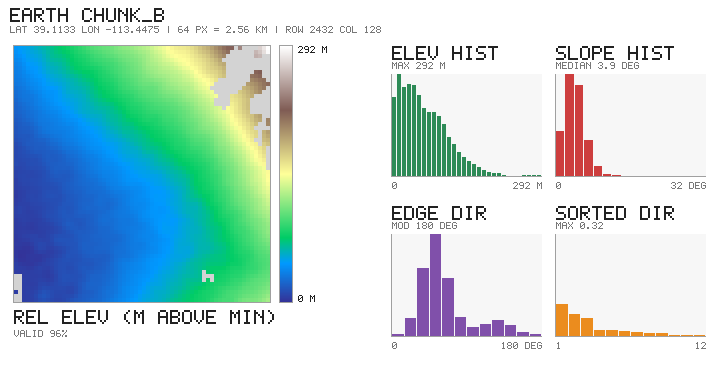 EARTH CHUNK_B
LAT 39.1133 LON -113.4475 | 64 PX = 2.56 KM | ROW 2432 COL 128
292 M
0 M
REL ELEV (M ABOVE MIN)
VALID 96%
ELEV HIST
MAX 292 M
0 292 M
SLOPE HIST
MEDIAN 3.9 DEG
0 32 DEG
EDGE DIR
MOD 180 DEG
0 180 DEG
SORTED DIR
MAX 0.32
1 12